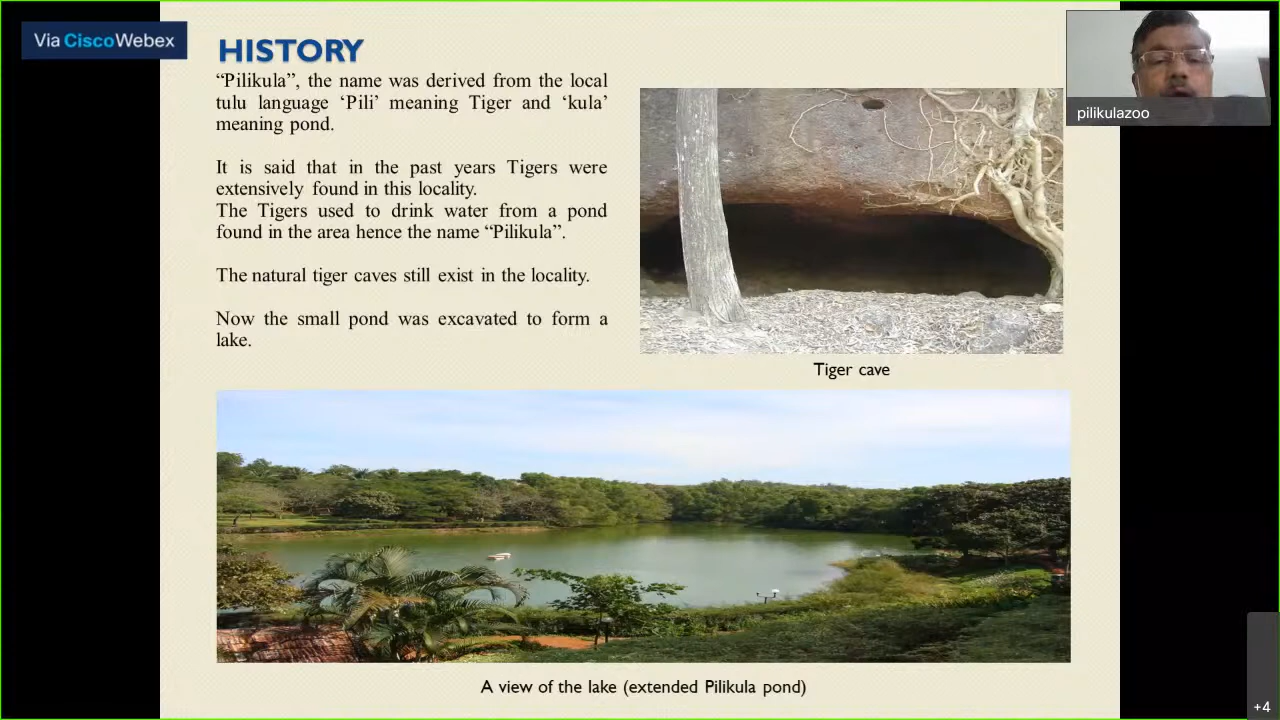 Via Cisco Webex
HISTORY
“Pilikula”, the name was derived from the local
tulu language ‘Pili’ meaning Tiger and ‘kula’
meaning pond.
It is said that in the past years Tigers were
extensively found in this locality.
The Tigers used to drink water from a pond
found in the area hence the name “Pilikula”.
The natural tiger caves still exist in the locality.
Now the small pond was excavated to form a
lake.
pilikulazoo
Tiger cave
A view of the lake (extended Pilikula pond)
+4